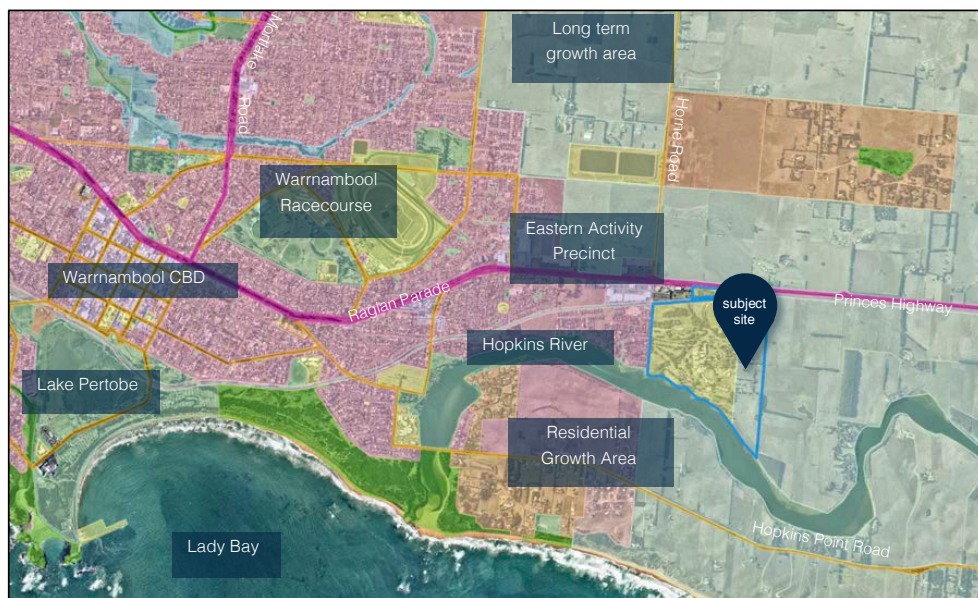 Long term
growth area
Mortlake
Road
Horne Road
Warrnambool
Racecourse
Eastern Activity
Precinct
Warrnambool CBD
Raglan Parade
subject
site
Princes Highway
Hopkins River
Lake Pertobe
Residential
Growth Area
Hopkins Point Road
Lady Bay